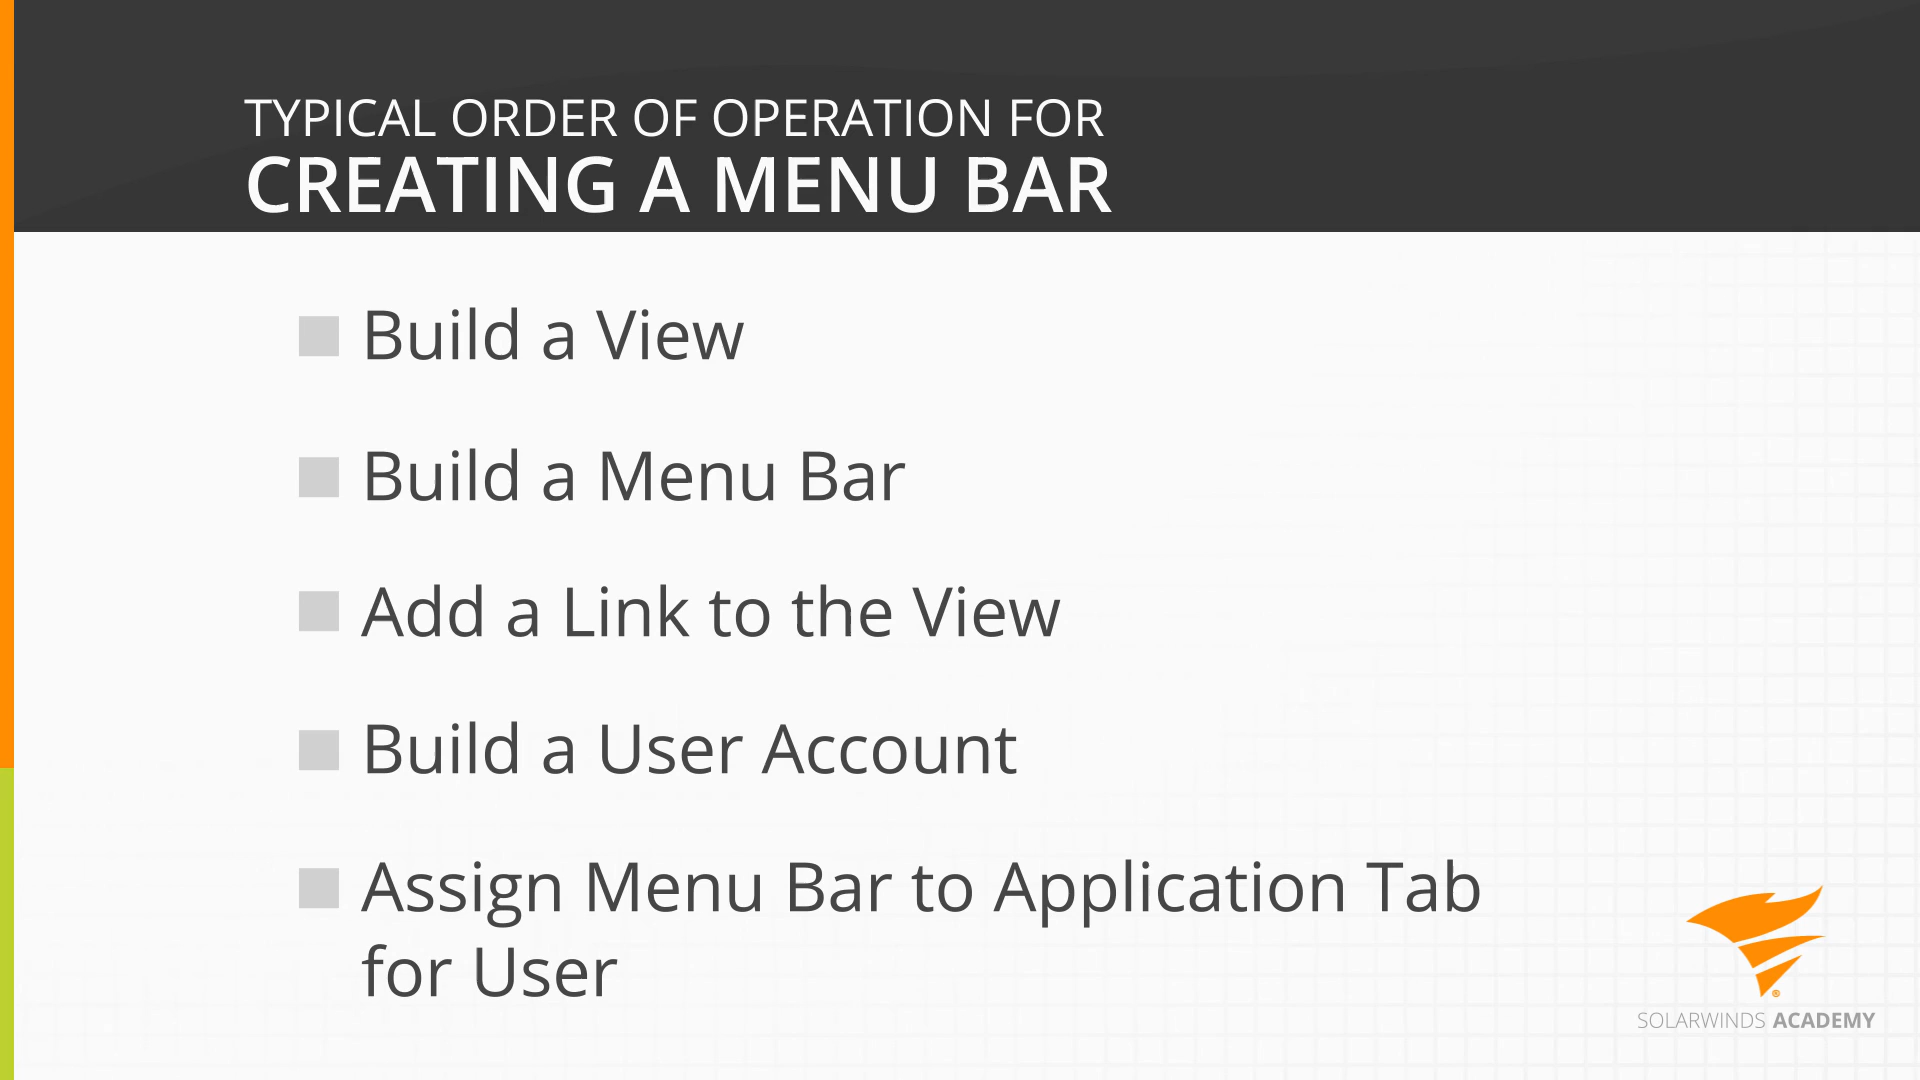 TYPICAL ORDER OF OPERATION FOR
CREATING A MENU BAR
Build a View
Build a Menu Bar
Add a Link to the View
Build a User Account
Assign Menu Bar to Application Tab
for User
®
SOLARWINDS ACADEMY